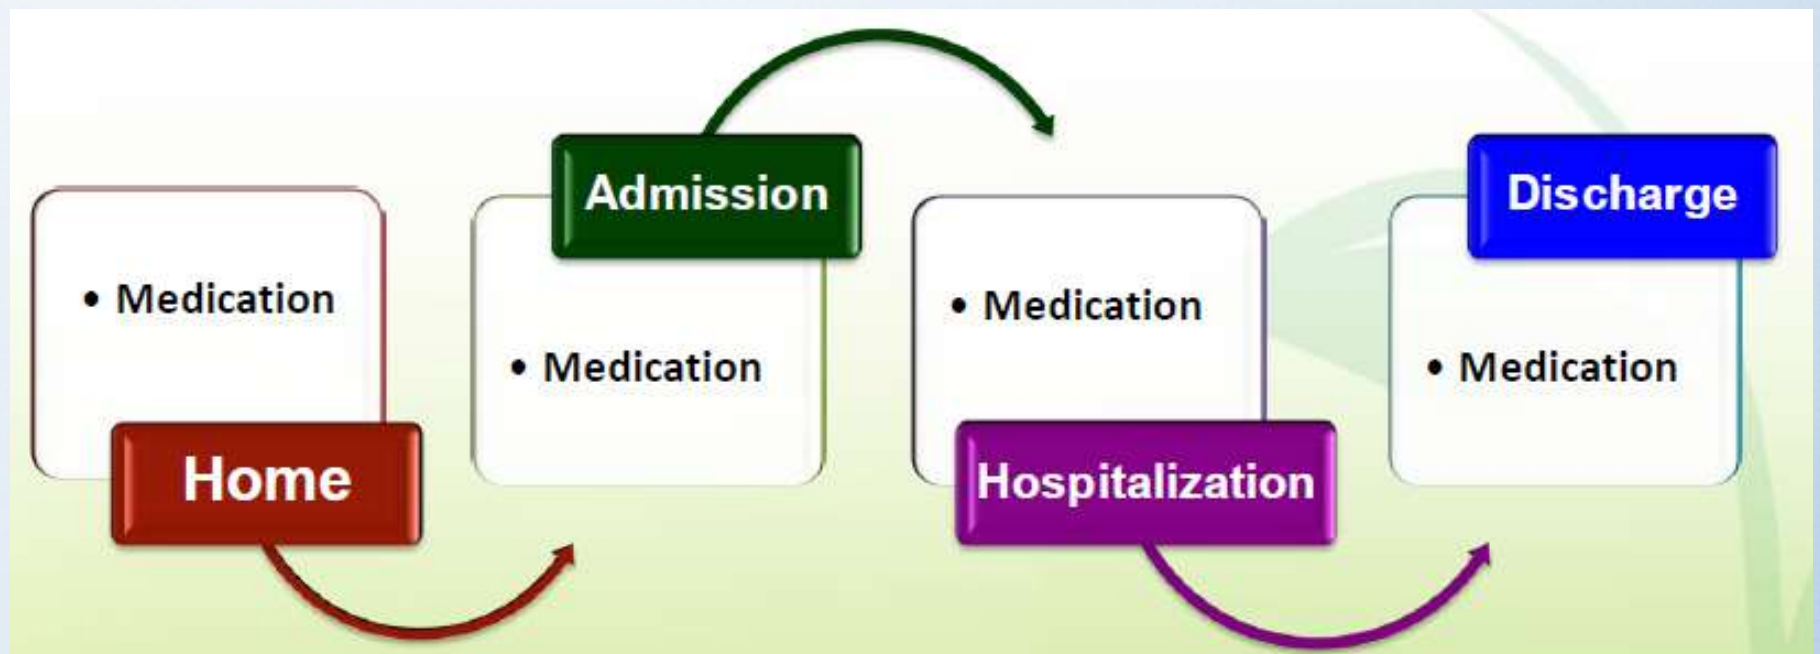 • Medication
Home
Admission
• Medication
• Medication
Hospitalization
Discharge
• Medication